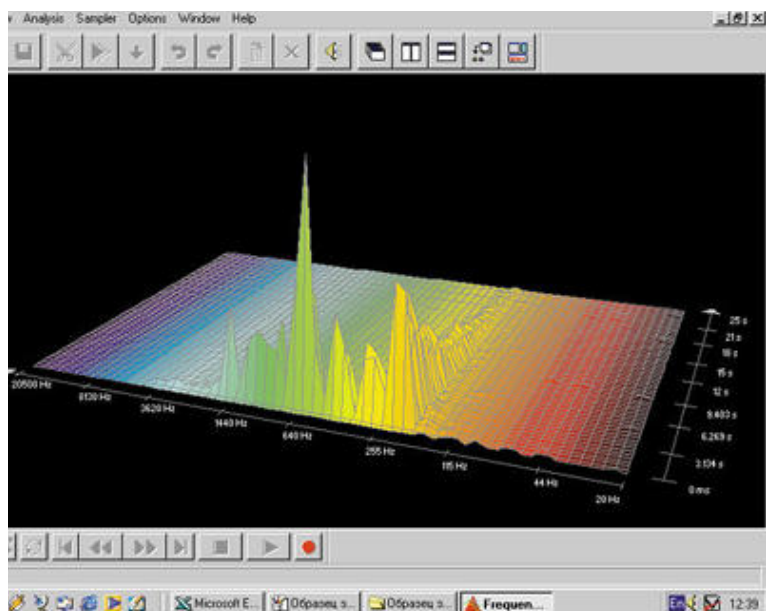 Analysis Sampler Options Window Help
25 s
21 s
18 s
15 s
12 s
9.403 s
6.269 s
3.134 s
0 ms
20500 Hz
8130 Hz
3620 Hz
1440 Hz
640 Hz
255 Hz
115 Hz
44 Hz
20 Hz
Microsoft E... Образец з... Образец з... Frequen... En 12:39